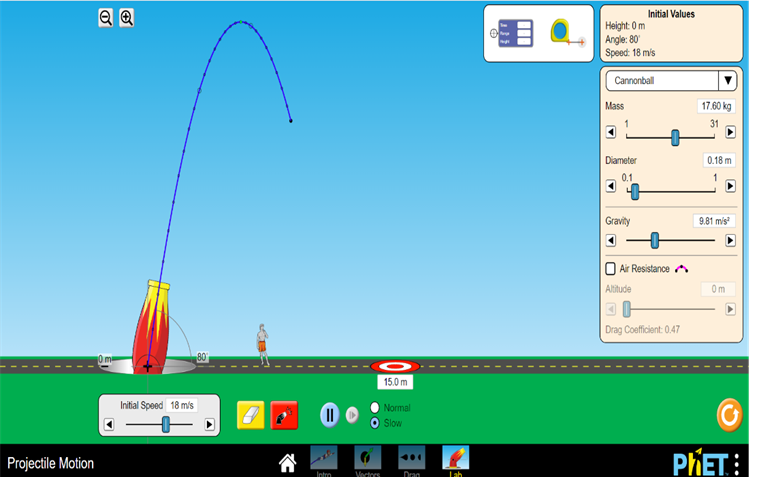 Initial Values
Height: 0 m
Angle: 80°
Speed: 18 m/s
Time
Range
Height
Cannonball
Mass 17.60 kg
1 31
Diameter 0.18 m
0.1 1
Gravity 9.81 m/s²
Air Resistance
Altitude 0 m
Drag Coefficient: 0.47
0 m
80°
15.0 m
Initial Speed 18 m/s
Normal
Slow
Projectile Motion
Intro
Vectors
Drag
Lab
PhET